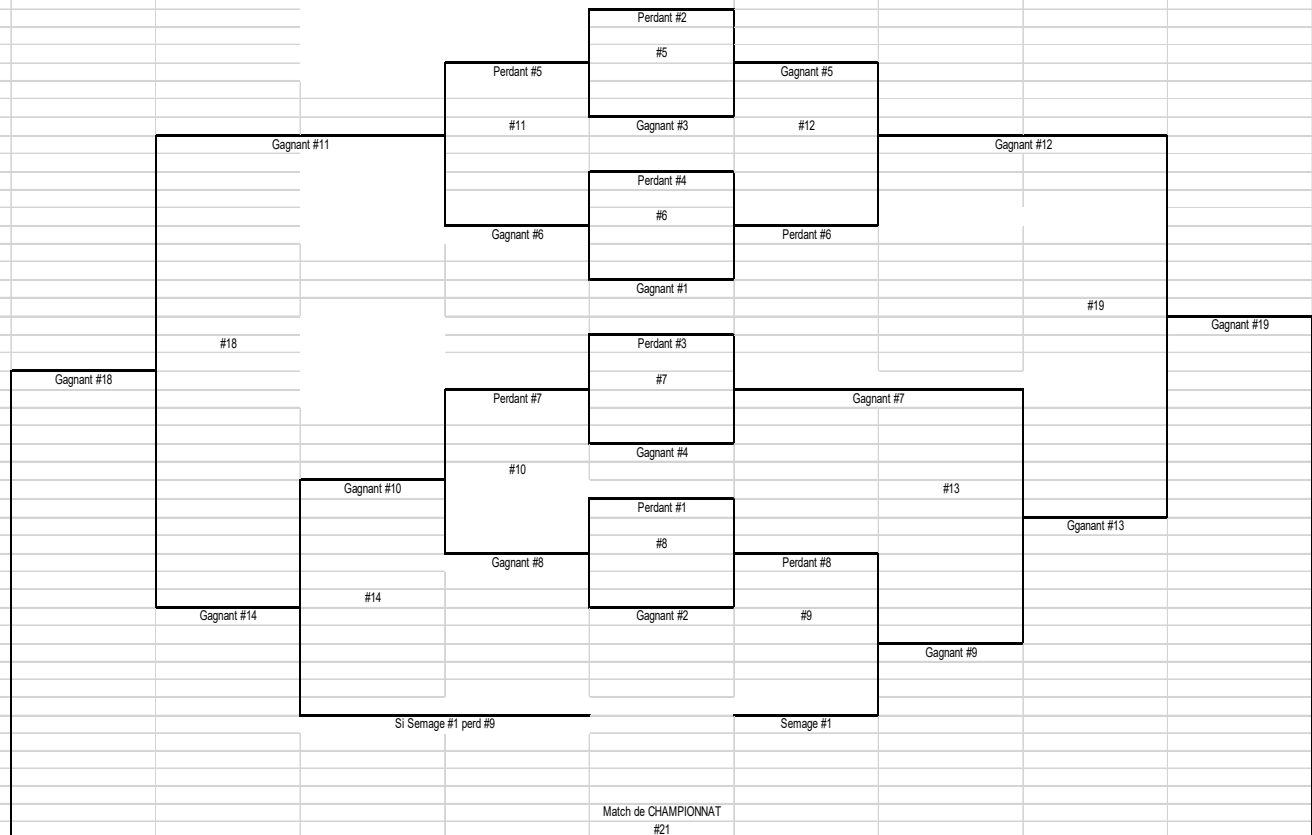 Perdant #2
#5
Perdant #5
Gagnant #5
#11
Gagnant #3
#12
Gagnant #11
Gagnant #12
Perdant #4
#6
Gagnant #6
Perdant #6
Gagnant #1
#19
Gagnant #19
#18
Perdant #3
Gagnant #18
#7
Perdant #7
Gagnant #7
Gagnant #4
#10
Gagnant #10
#13
Perdant #1
Gganant #13
#8
Gagnant #8
Perdant #8
#14
Gagnant #14
Gagnant #2
#9
Gagnant #9
Si Semage #1 perd #9
Semage #1
Match de CHAMPIONNAT
#21